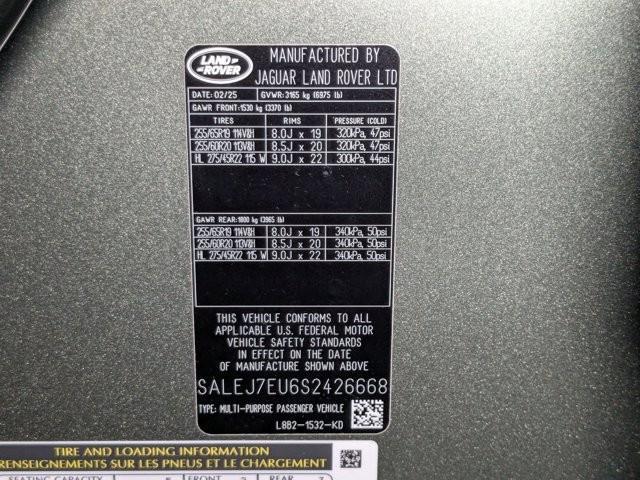 LAND
ROVER
MANUFACTURED BY
JAGUAR LAND ROVER LTD
DATE: 02/25 GVWR: 3165 kg (6975 lb)
GAWR FRONT: 1530 kg (3370 lb)
TIRES RIMS PRESSURE (COLD)
255/65R19 114V&H 8.0J x 19 320kPa, 47psi
255/60R20 113V&H 8.5J x 20 320kPa, 47psi
HL 275/45R22 115 W 9.0J x 22 300kPa, 44psi
GAWR REAR: 1800 kg (3965 lb)
255/65R19 114V&H 8.0J x 19 340kPa, 50psi
255/60R20 113V&H 8.5J x 20 340kPa, 50psi
HL 275/45R22 115 W 9.0J x 22 340kPa, 50psi
THIS VEHICLE CONFORMS TO ALL
APPLICABLE U.S. FEDERAL MOTOR
VEHICLE SAFETY STANDARDS
IN EFFECT ON THE DATE
OF MANUFACTURE SHOWN ABOVE
SALEJ7EU6S2426668
TYPE: MULTI-PURPOSE PASSENGER VEHICLE
L8B2-1532-KD
TIRE AND LOADING INFORMATION
RENSEIGNEMENTS SUR LES PNEUS ET LE CHARGEMENT
SEATING CAPACITY FRONT REAR